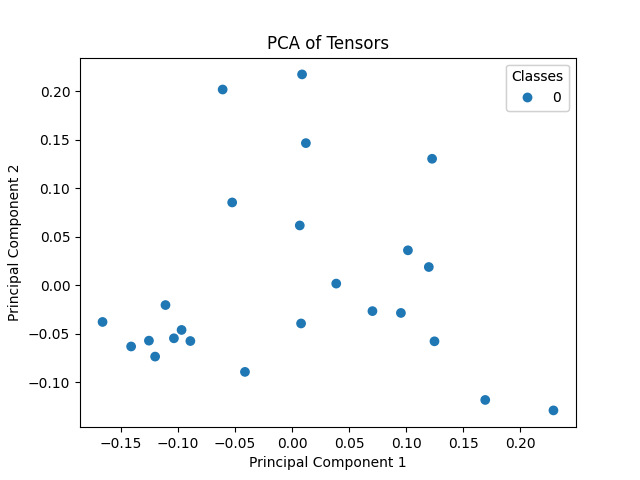 PCA of Tensors
Classes
0
0.20
0.15
0.10
0.05
0.00
−0.05
−0.10
Principal Component 2
−0.15 −0.10 −0.05 0.00 0.05 0.10 0.15 0.20
Principal Component 1